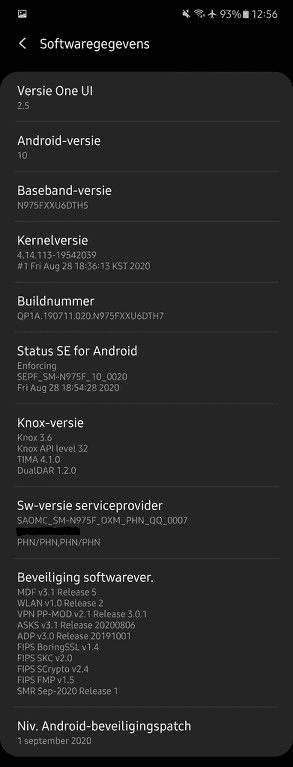 93% 12:56
Softwaregegevens
Versie One UI
2.5
Android-versie
10
Baseband-versie
N975FXXU6DTH5
Kernelversie
4.14.113-19542039
#1 Fri Aug 28 18:36:13 KST 2020
Buildnummer
QP1A.190711.020.N975FXXU6DTH7
Status SE for Android
Enforcing
SEPF_SM-N975F_10_0020
Fri Aug 28 18:54:28 2020
Knox-versie
Knox 3.6
Knox API level 32
TIMA 4.1.0
DualDAR 1.2.0
Sw-versie serviceprovider
SAOMC_SM-N975F_OXM_PHN_QQ_0007
PHN/PHN,PHN/PHN
Beveiliging softwarever.
MDF v3.1 Release 5
WLAN v1.0 Release 2
VPN PP-MOD v2.1 Release 3.0.1
ASKS v3.1 Release 20200806
ADP v3.0 Release 20191001
FIPS BoringSSL v1.4
FIPS SKC v2.0
FIPS SCrypto v2.4
FIPS FMP v1.5
SMR Sep-2020 Release 1
Niv. Android-beveiligingspatch
1 september 2020